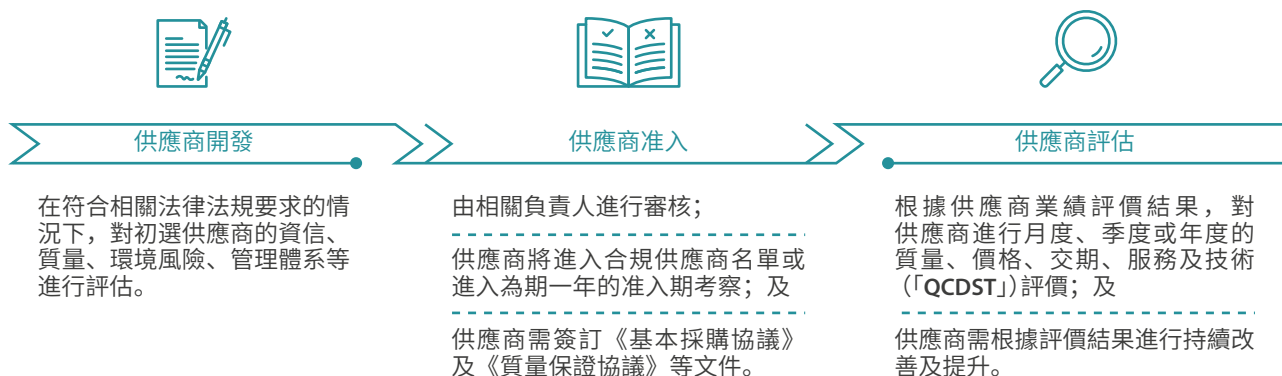 供應商開發
在符合相關法律法規要求的情
況下，對初選供應商的資信、
質量、環境風險、管理體系等
進行評估。
供應商准入
由相關負責人進行審核；
供應商將進入合規供應商名單或
進入為期一年的准入期考察；及
供應商需簽訂《基本採購協議》
及《質量保證協議》等文件。
供應商評估
根據供應商業績評價結果，對
供應商進行月度、季度或年度的
質量、價格、交期、服務及技術
（「QCDST」）評價；及
供應商需根據評價結果進行持續改
善及提升。